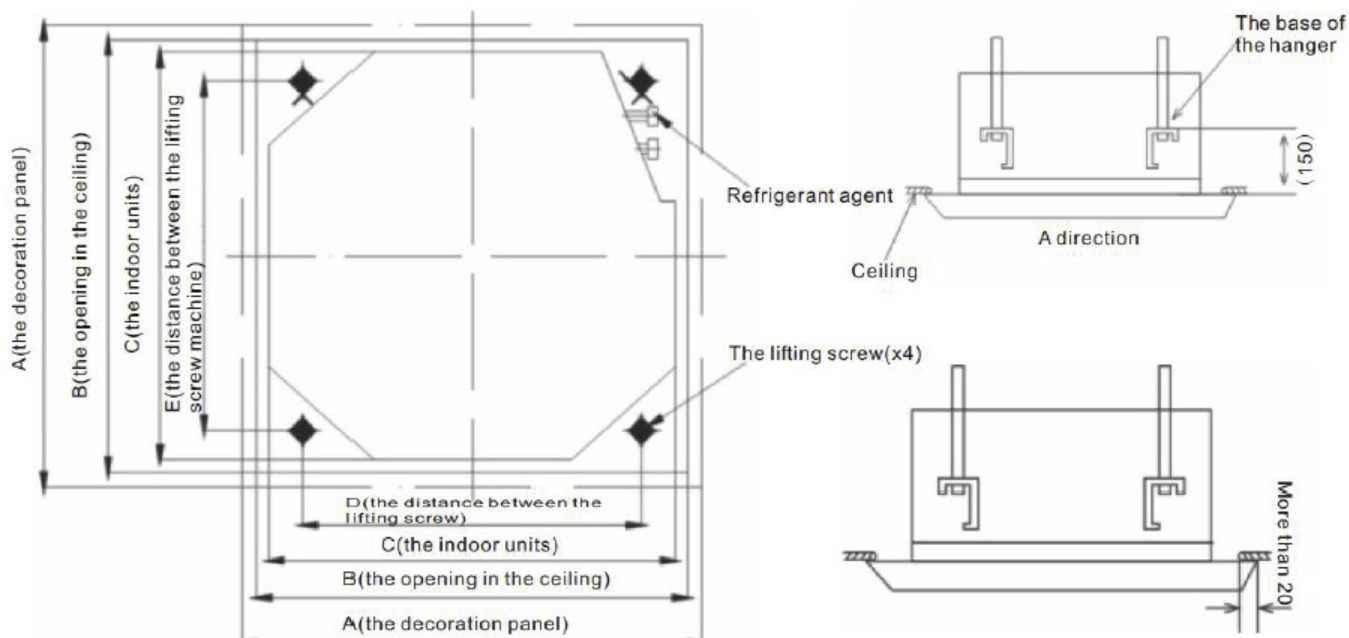 A(the decoration panel)
B(the opening in the ceiling)
C(the indoor units)
E(the distance between the lifting
screw machine)
D(the distance between the
lifting screw)
C(the indoor units)
B(the opening in the ceiling)
A(the decoration panel)
Refrigerant agent
The lifting screw(x4)
The base of
the hanger
(150)
A direction
Ceiling
More than 20